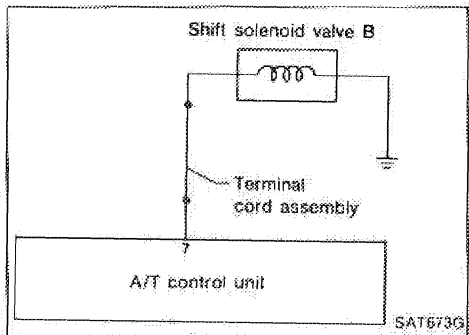 Shift solenoid valve B
Terminal
cord assembly
7
A/T control unit
SAT673G